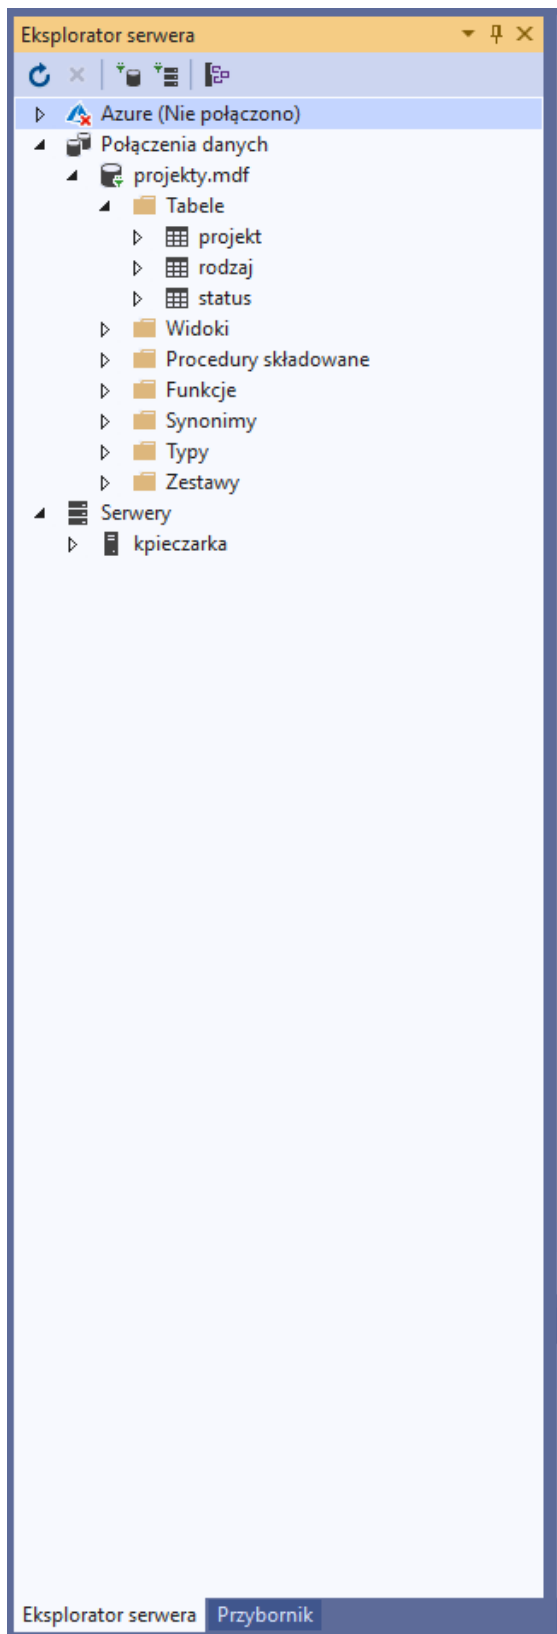 Eksplorator serwera
Azure (Nie połączono)
Połączenia danych
projekty.mdf
Tabele
projekt
rodzaj
status
Widoki
Procedury składowane
Funkcje
Synonimy
Typy
Zestawy
Serwery
kpieczarka
Eksplorator serwera Przybornik